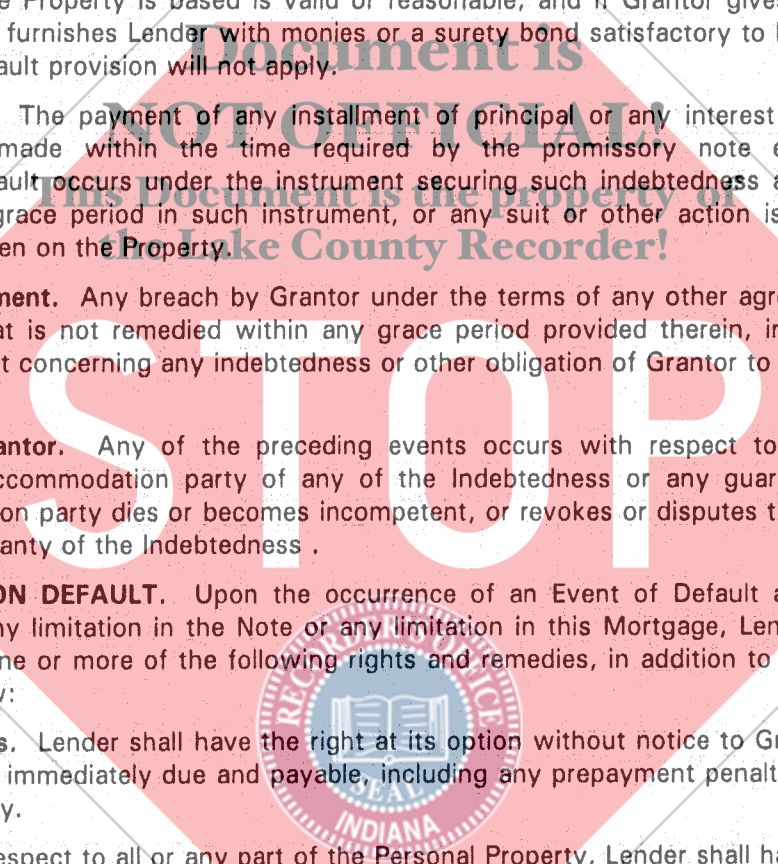 e Property is based is valid or reasonable, and if Grantor gives
furnishes Lender with monies or a surety bond satisfactory to
ault provision will not apply.
Document is
The payment of any installment of principal or any interest
NOT OFFICIAL!
made within the time required by the promissory note e
ault occurs under the instrument securing such indebtedness a
This Document is the property of
grace period in such instrument, or any suit or other action is
en on the Property.
the Lake County Recorder!
ment. Any breach by Grantor under the terms of any other agre
at is not remedied within any grace period provided therein, in
t concerning any indebtedness or other obligation of Grantor to
STOP
antor. Any of the preceding events occurs with respect to
ccommodation party of any of the Indebtedness or any guar
on party dies or becomes incompetent, or revokes or disputes t
anty of the Indebtedness .
ON DEFAULT. Upon the occurrence of an Event of Default a
ny limitation in the Note or any limitation in this Mortgage, Len
ne or more of the following rights and remedies, in addition to
w:
RECORDER'S OFFICE
s. Lender shall have the right at its option without notice to Gr
immediately due and payable, including any prepayment penalt
y.
SEAL
INDIANA
espect to all or any part of the Personal Property, Lender shall ha